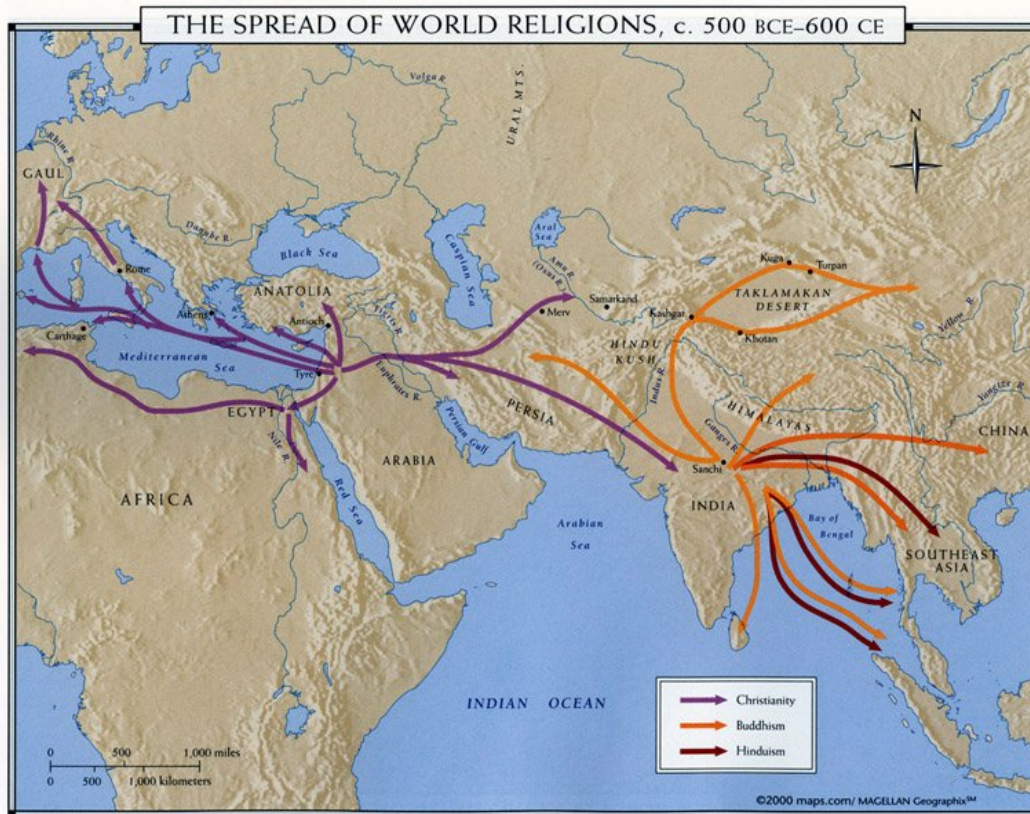 THE SPREAD OF WORLD RELIGIONS, c. 500 BCE–600 CE
Volga R.
URAL MTS.
N
Rhine R.
GAUL
Danube R.
Black Sea
Caspian Sea
Aral
Sea
Amu R.
(Oxus R.)
Kuga
Turpan
Rome
ANATOLIA
Samarkand
TAKLAMAKAN
DESERT
Merv
Kashgar
Athens
Antioch
Tigris R.
Yellow R.
Carthage
Khotan
HINDU
KUSH
Mediterranean
Sea
Tyre
Euphrates R.
Indus R.
PERSIA
HIMALAYAS
Yangtze R.
EGYPT
Persian Gulf
Ganges R.
CHINA
Nile R.
Sanchi
ARABIA
AFRICA
Red Sea
INDIA
Arabian
Sea
Bay of
Bengal
SOUTHEAST
ASIA
INDIAN OCEAN
Christianity
Buddhism
Hinduism
0 500 1,000 miles
0 500 1,000 kilometers
©2000 maps.com/ MAGELLAN Geographix℠